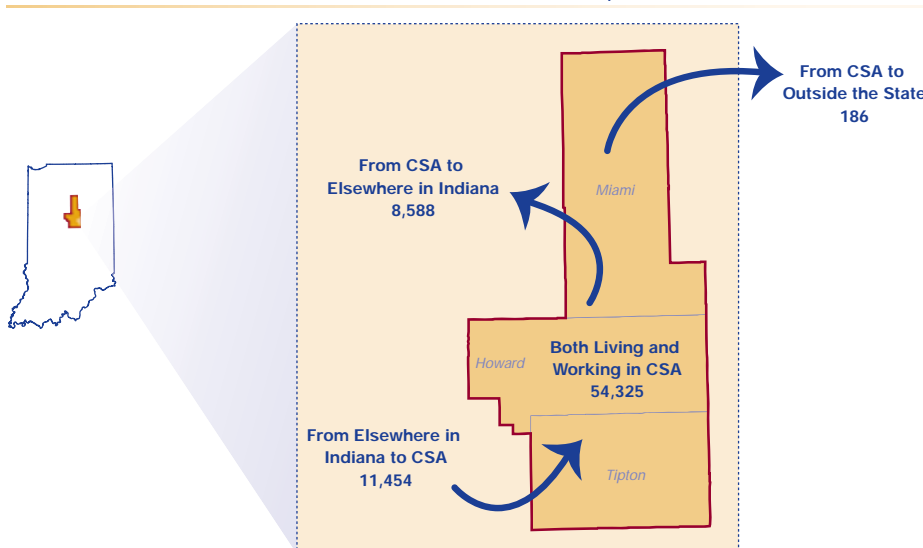 From CSA to
Outside the State
186
From CSA to
Elsewhere in Indiana
8,588
Miami
Howard
Both Living and
Working in CSA
54,325
From Elsewhere in
Indiana to CSA
11,454
Tipton